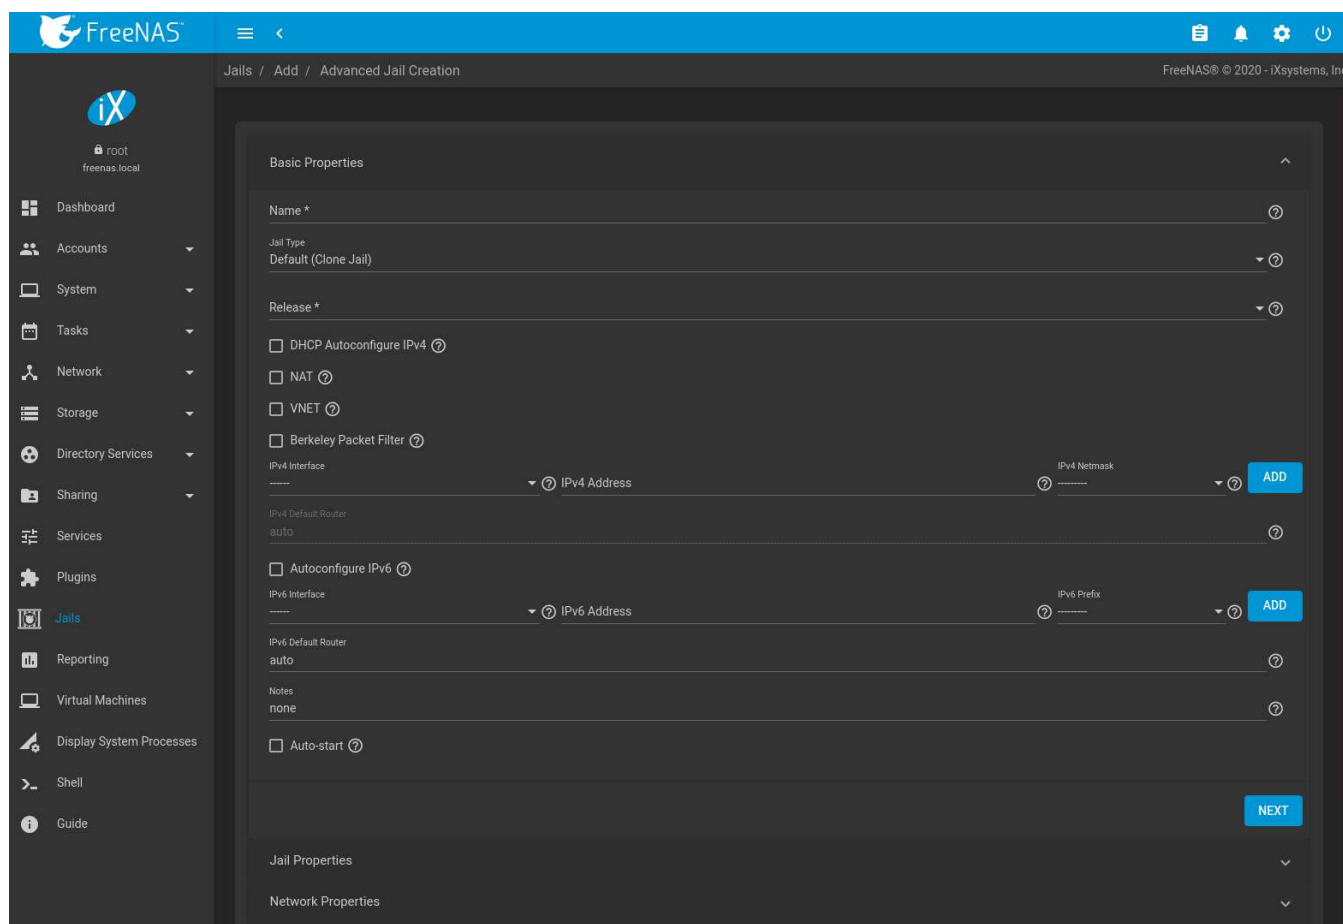 FreeNAS
Jails / Add / Advanced Jail Creation
FreeNAS® © 2020 - iXsystems, Inc
iX
root
freenas.local
Dashboard
Accounts
System
Tasks
Network
Storage
Directory Services
Sharing
Services
Plugins
Jails
Reporting
Virtual Machines
Display System Processes
Shell
Guide
Basic Properties
Name *
Jail Type
Default (Clone Jail)
Release *
DHCP Autoconfigure IPv4
NAT
VNET
Berkeley Packet Filter
IPv4 Interface
------
IPv4 Address
IPv4 Netmask
---------
ADD
IPv4 Default Router
auto
Autoconfigure IPv6
IPv6 Interface
------
IPv6 Address
IPv6 Prefix
---------
ADD
IPv6 Default Router
auto
Notes
none
Auto-start
NEXT
Jail Properties
Network Properties